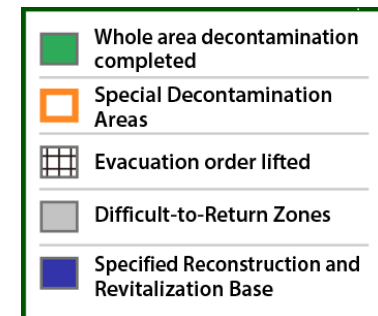 Whole area decontamination
completed
Special Decontamination
Areas
Evacuation order lifted
Difficult-to-Return Zones
Specified Reconstruction and
Revitalization Base